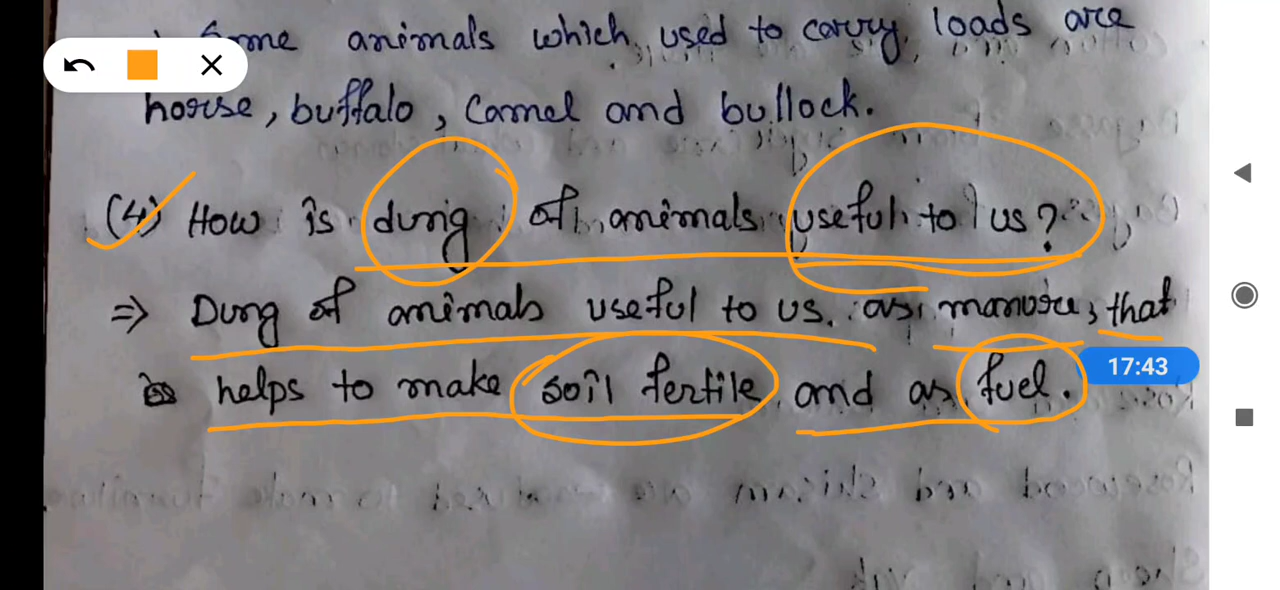 Some animals which used to carry loads are
horse, buffalo, camel and bullock.
(4) How is dung of animals useful to us?
⇒ Dung of animals useful to us. as manure, that
helps to make soil fertile and as fuel.
17:43